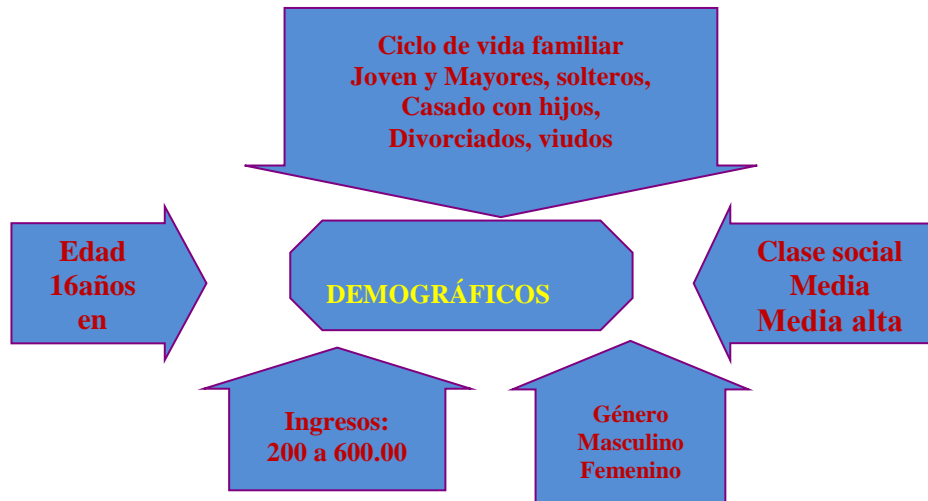 Ciclo de vida familiar
Joven y Mayores, solteros,
Casado con hijos,
Divorciados, viudos
Edad
16años
en
DEMOGRÁFICOS
Clase social
Media
Media alta
Ingresos:
200 a 600.00
Género
Masculino
Femenino